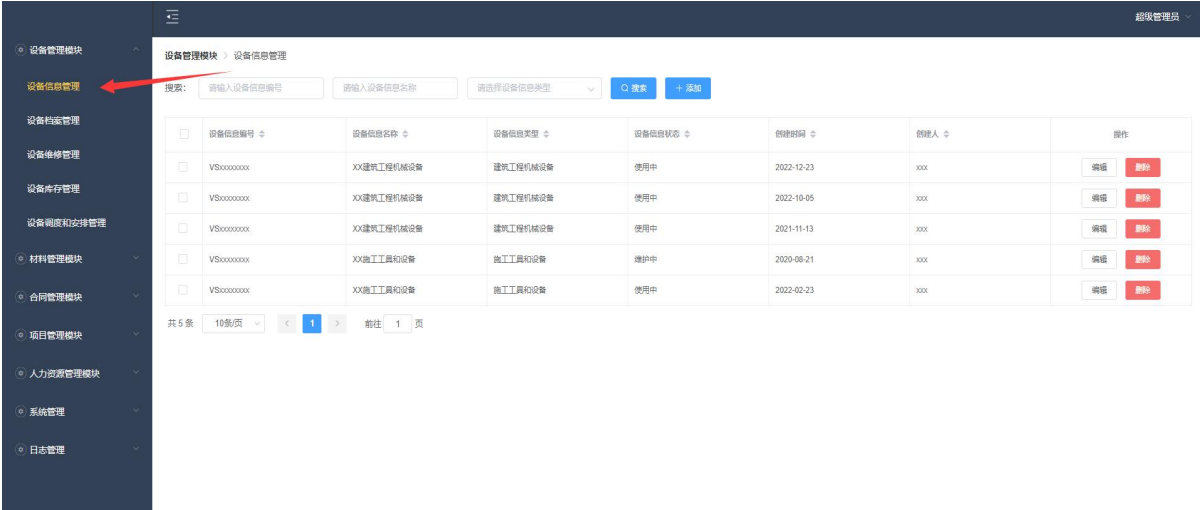 超级管理员
设备管理模块
设备信息管理
设备档案管理
设备维修管理
设备库存管理
设备调度和安排管理
材料管理模块
合同管理模块
项目管理模块
人力资源管理模块
系统管理
日志管理
设备管理模块 > 设备信息管理
搜索: 请输入设备信息编号 请输入设备信息名称 请选择设备信息类型 搜索 + 添加
设备信息编号 设备信息名称 设备信息类型 设备信息状态 创建时间 创建人 操作
VSxxxxxxxx XX建筑工程机械设备 建筑工程机械设备 使用中 2022-12-23 xxx 编辑 删除
VSxxxxxxxx XX建筑工程机械设备 建筑工程机械设备 使用中 2022-10-05 xxx 编辑 删除
VSxxxxxxxx XX建筑工程机械设备 建筑工程机械设备 使用中 2021-11-13 xxx 编辑 删除
VSxxxxxxxx XX施工工具和设备 施工工具和设备 维护中 2020-08-21 xxx 编辑 删除
VSxxxxxxxx XX施工工具和设备 施工工具和设备 使用中 2022-02-23 xxx 编辑 删除
共 5 条 10条/页 < 1 > 前往 1 页